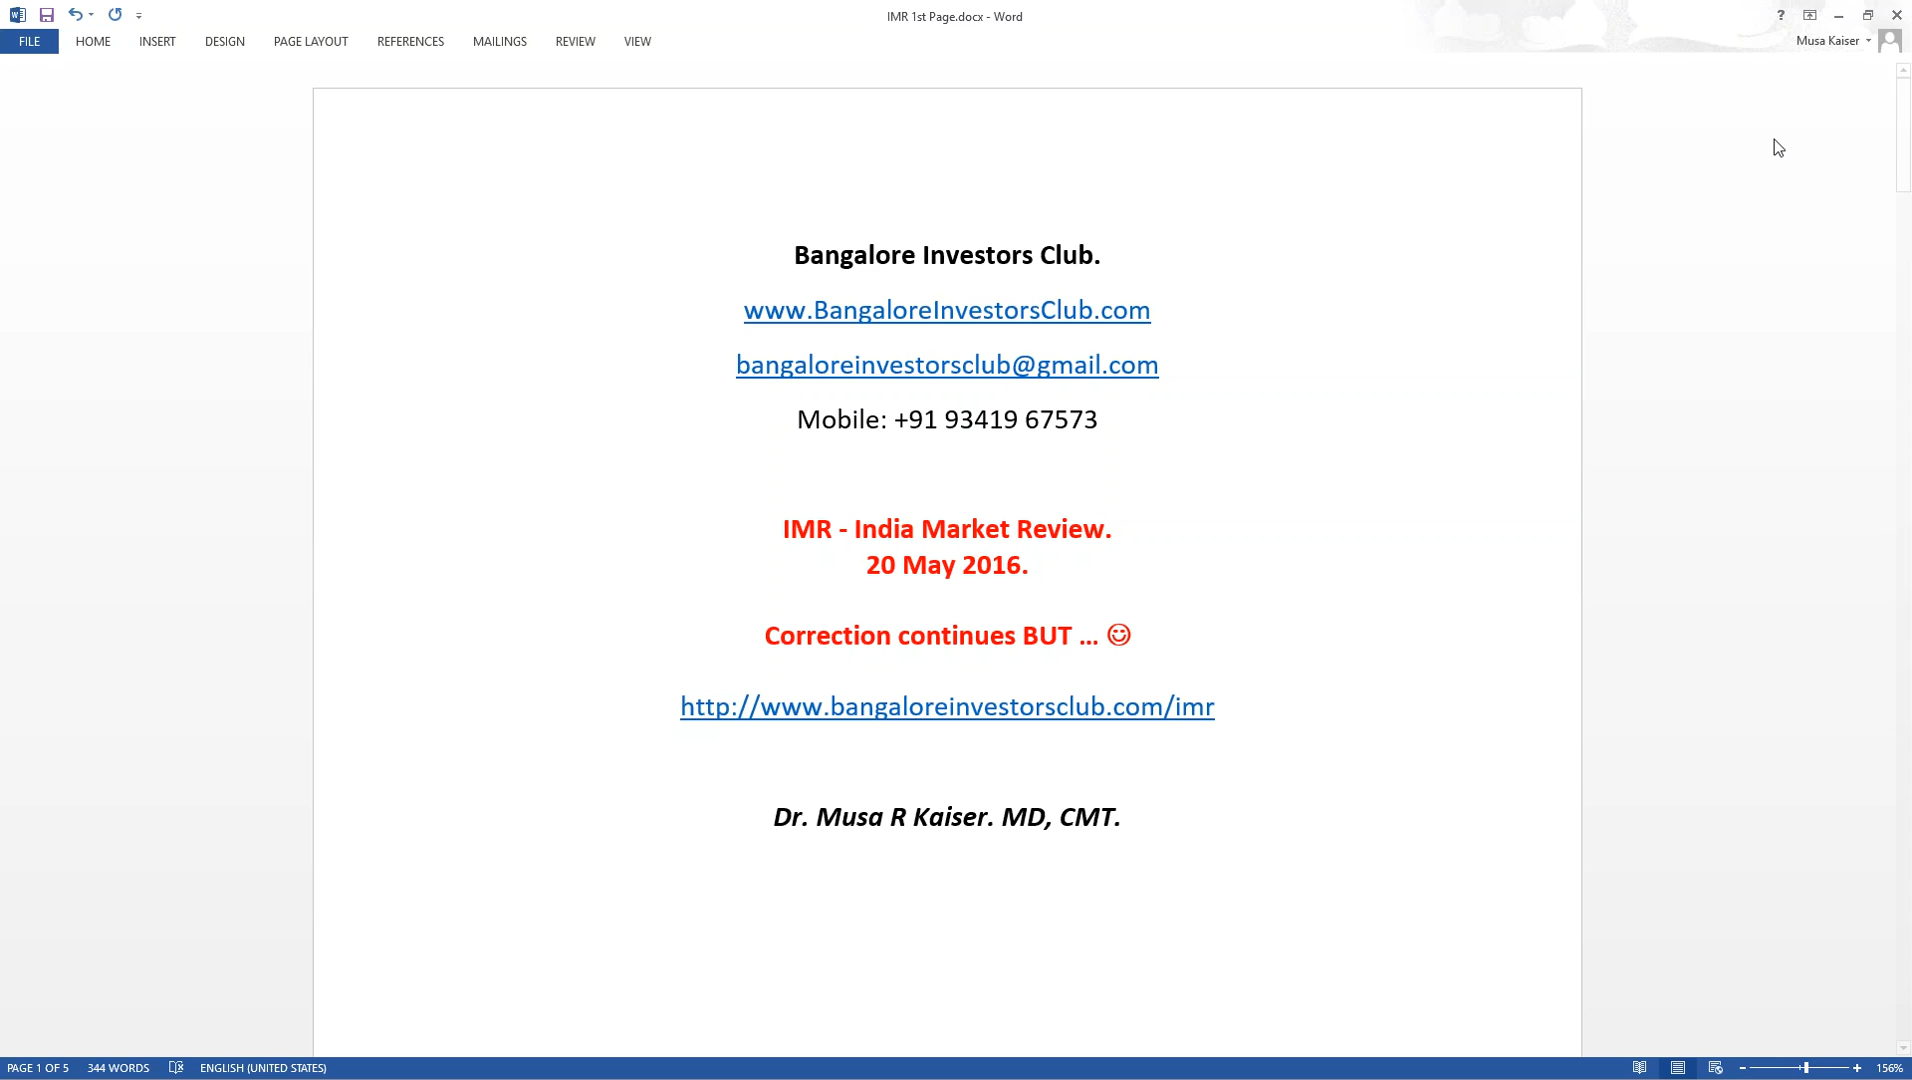 IMR 1st Page.docx - Word
?
FILE HOME INSERT DESIGN PAGE LAYOUT REFERENCES MAILINGS REVIEW VIEW
Musa Kaiser
Bangalore Investors Club.
www.BangaloreInvestorsClub.com
bangaloreinvestorsclub@gmail.com
Mobile: +91 93419 67573
IMR - India Market Review.
20 May 2016.
Correction continues BUT ... ☺
http://www.bangaloreinvestorsclub.com/imr
Dr. Musa R Kaiser. MD, CMT.
PAGE 1 OF 5 344 WORDS ENGLISH (UNITED STATES) 156%